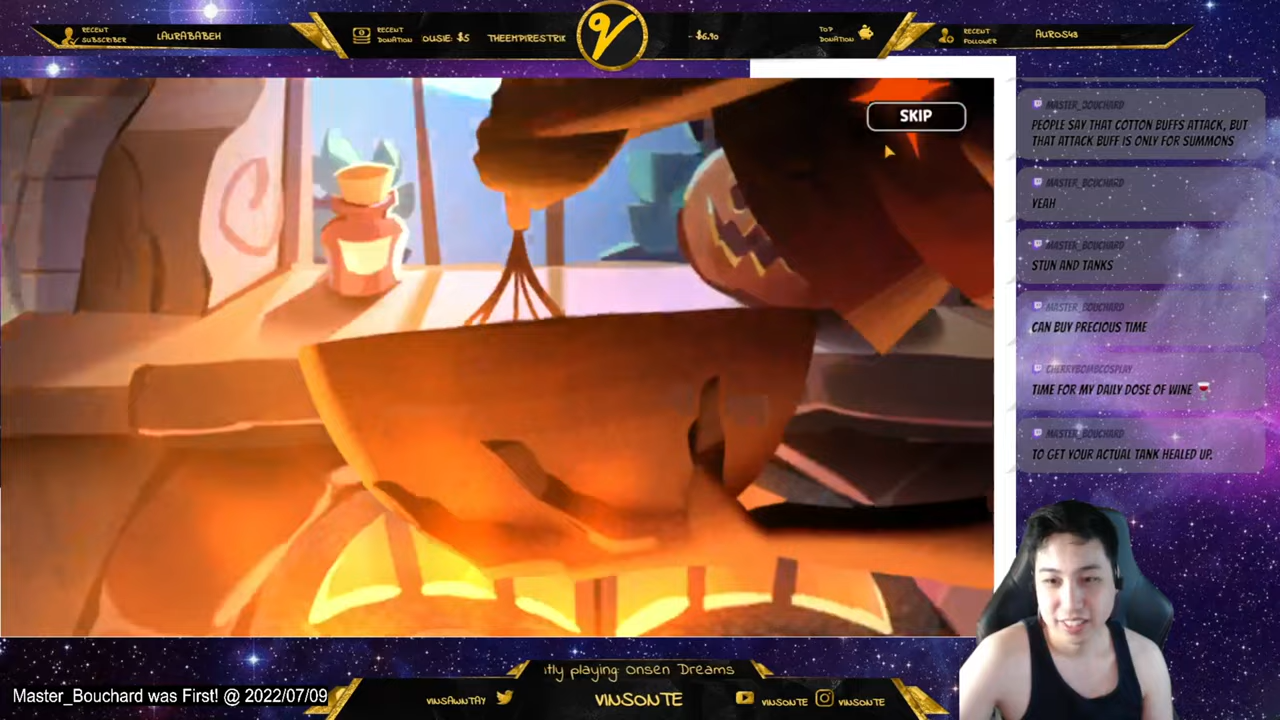 RECENT SUBSCRIBER
LAURABABEH
RECENT DONATION
OUSIE: $5
THEEMPIRESTRIK
V
- $6.90
TOP DONATION
RECENT FOLLOWER
AUROS43
SKIP
MASTER_BOUCHARD
PEOPLE SAY THAT COTTON BUFFS ATTACK, BUT
THAT ATTACK BUFF IS ONLY FOR SUMMONS
MASTER_BOUCHARD
YEAH
MASTER_BOUCHARD
STUN AND TANKS
MASTER_BOUCHARD
CAN BUY PRECIOUS TIME
CHERRYBOMBCOSPLAY
TIME FOR MY DAILY DOSE OF WINE 🍷
MASTER_BOUCHARD
TO GET YOUR ACTUAL TANK HEALED UP.
itly playing: Onsen Dreams
Master_Bouchard was First! @ 2022/07/09
VINSAWNTAY
VINSONTE
VINSONTE
VINSONTE